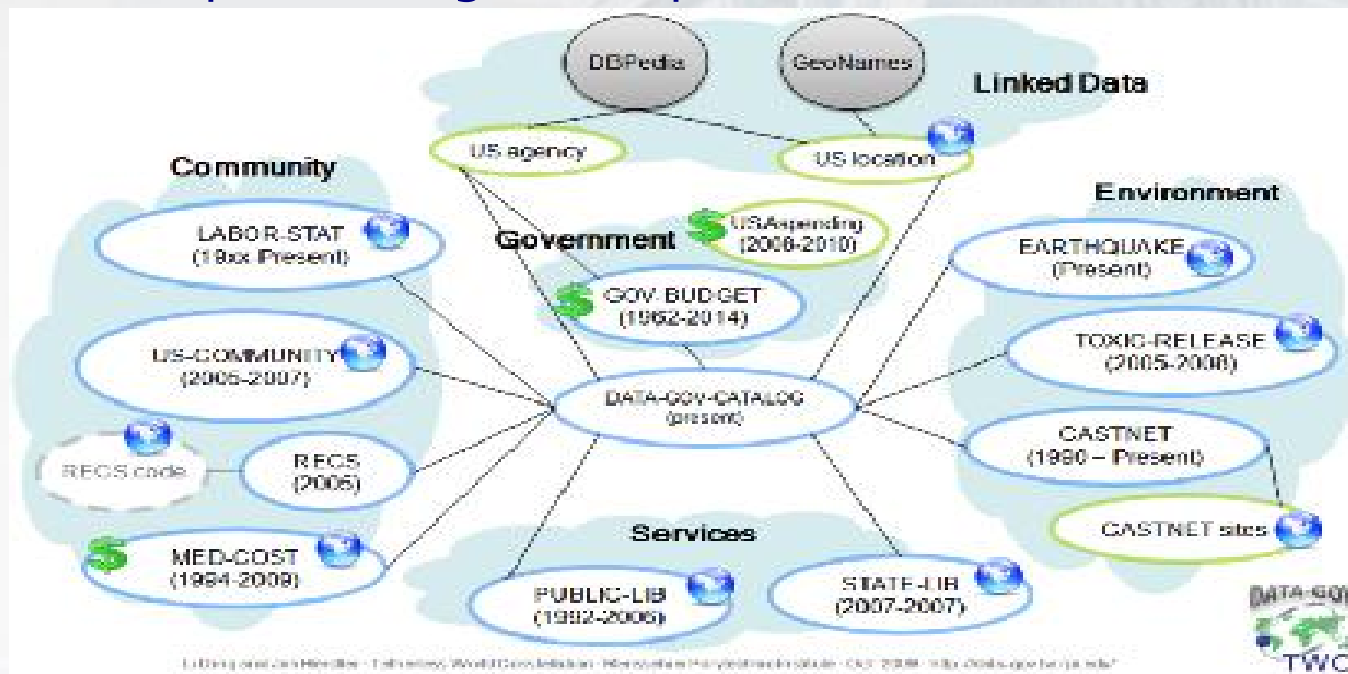 DBPedia
GeoNames
Linked Data
US agency
US location
Community
Environment
LABOR-STAT
(19xx-Present)
Government
$ USAspending
(2008-2010)
EARTHQUAKE
(Present)
$ GOV-BUDGET
(1962-2014)
US-COMMUNITY
(2005-2007)
TOXIC-RELEASE
(2005-2008)
DATA-GOV-CATALOG
(present)
CASTNET
(1990 – Present)
RECS code
RECS
(2005)
CASTNET sites
Services
$ MED-COST
(1994-2009)
PUBLIC-LIB
(1992-2006)
STATE-LIB
(2007-2007)
DATA-GOV
TWC